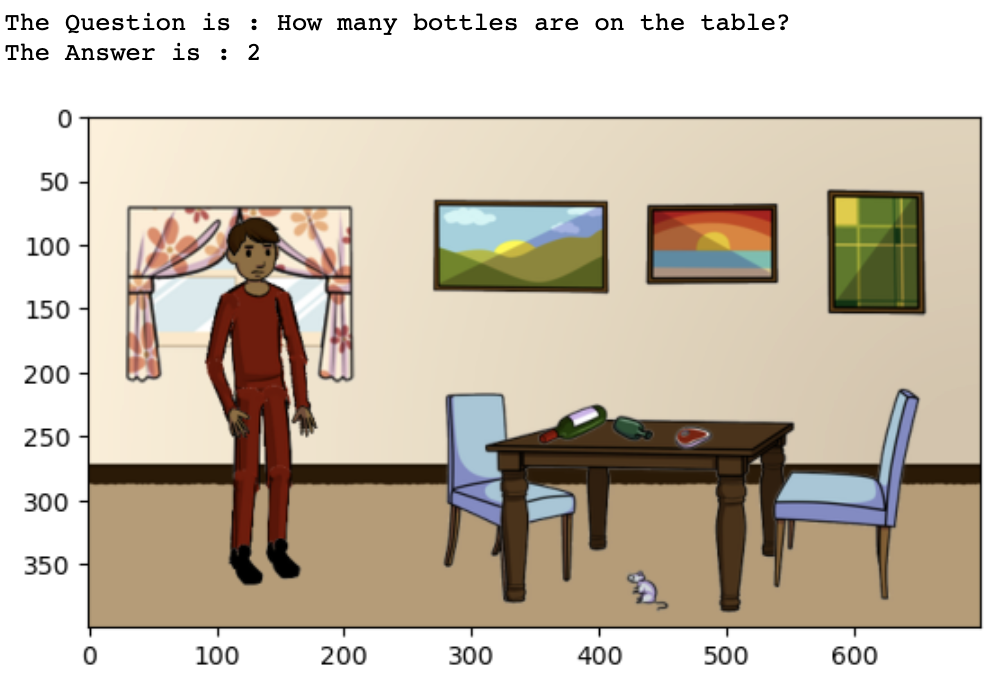 The Question is : How many bottles are on the table?
The Answer is : 2
0
50
100
150
200
250
300
350
0 100 200 300 400 500 600